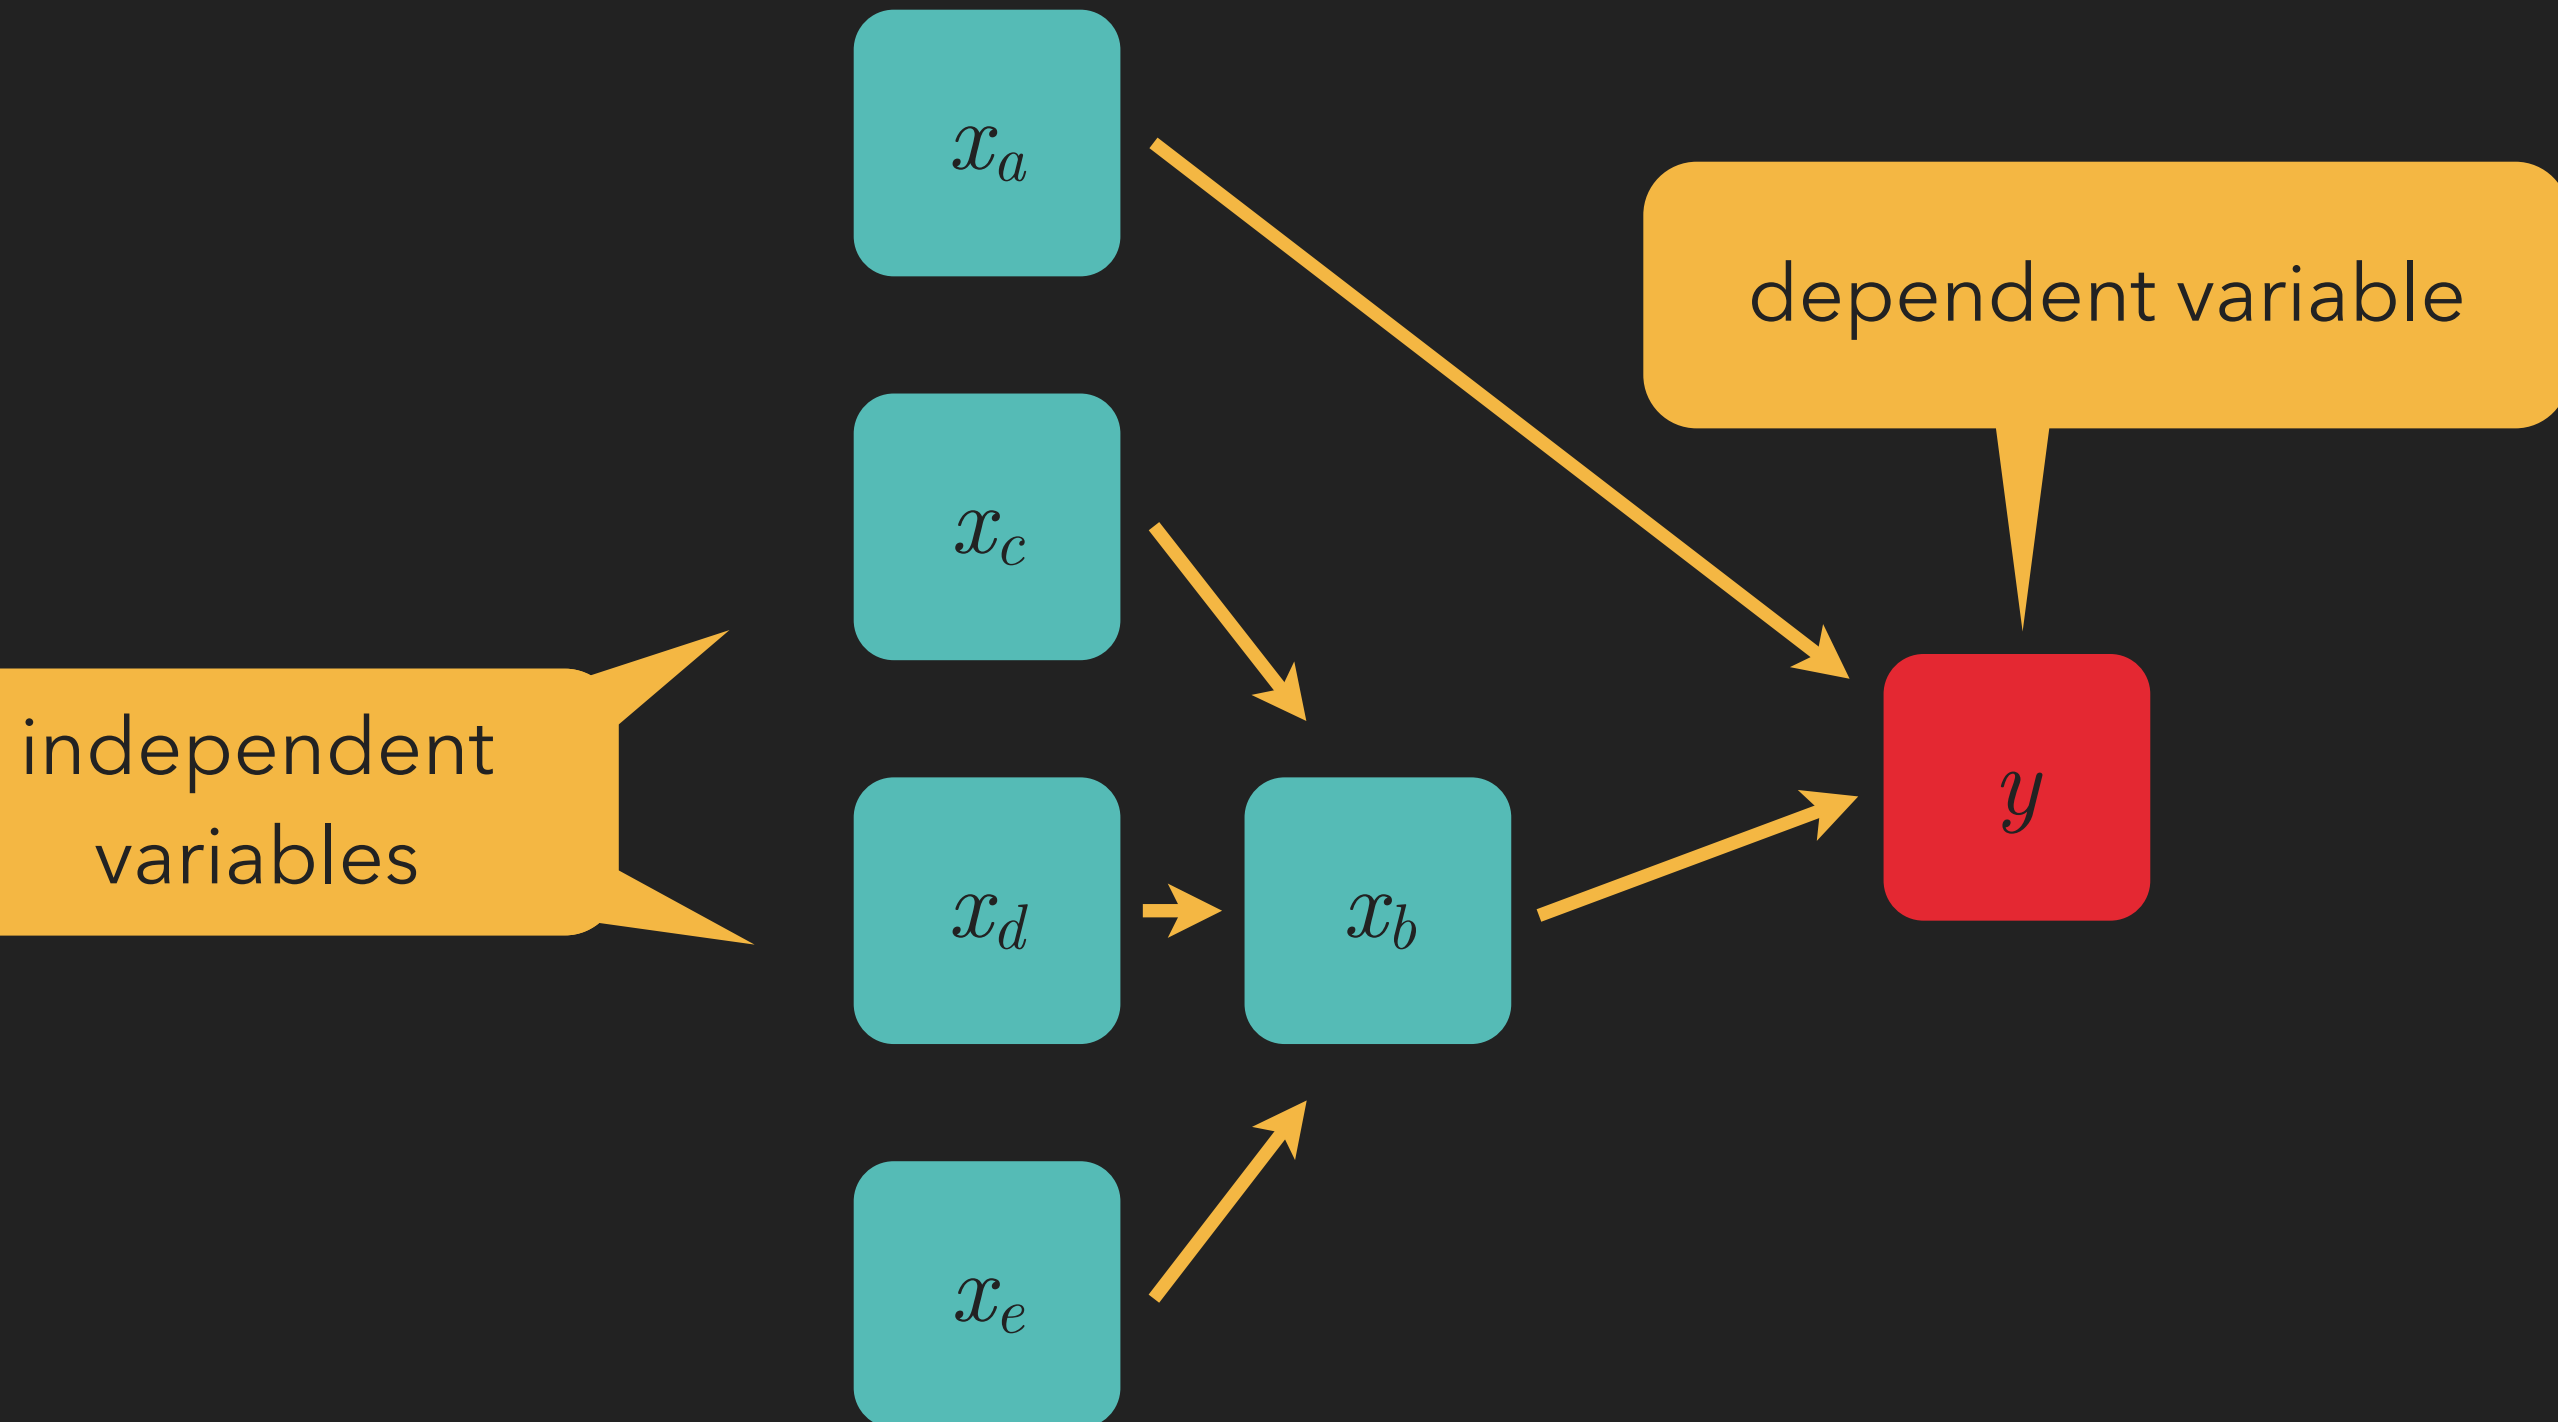 x_a
dependent variable
x_c
independent
variables
y
x_d
x_b
x_e